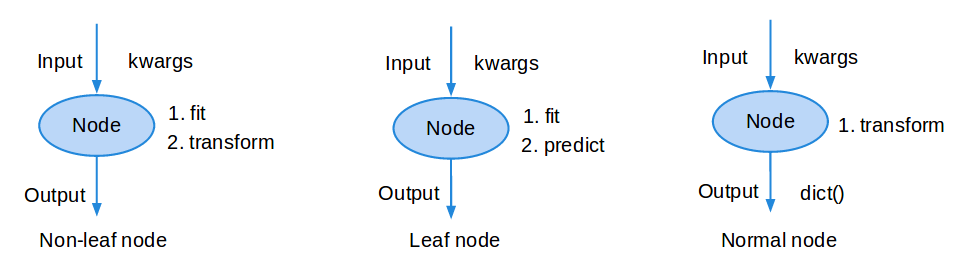 Input kwargs
Node
1. fit
2. transform
Output
Non-leaf node
Input kwargs
Node
1. fit
2. predict
Output
Leaf node
Input kwargs
Node
1. transform
Output dict()
Normal node